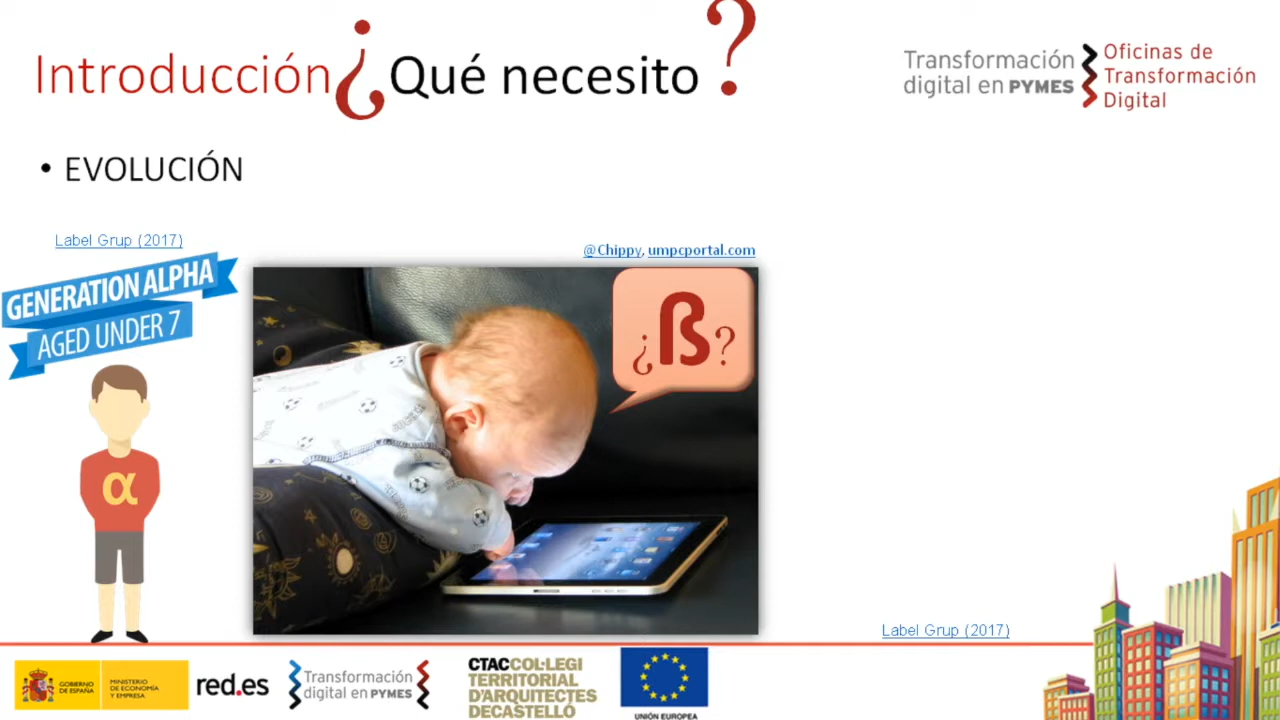 Introducción ¿Qué necesito?
Transformación
digital en PYMES
Oficinas de
Transformación
Digital
• EVOLUCIÓN
Label Grup (2017)
@Chippy, umpcportal.com
GENERATION ALPHA
AGED UNDER 7
α
¿ß?
Label Grup (2017)
GOBIERNO
DE ESPAÑA
MINISTERIO
DE ECONOMÍA
Y EMPRESA
red.es
Transformación
digital en PYMES
CTACCOL·LEGI
TERRITORIAL
D'ARQUITECTES
DECASTELLÓ
UNIÓN EUROPEA